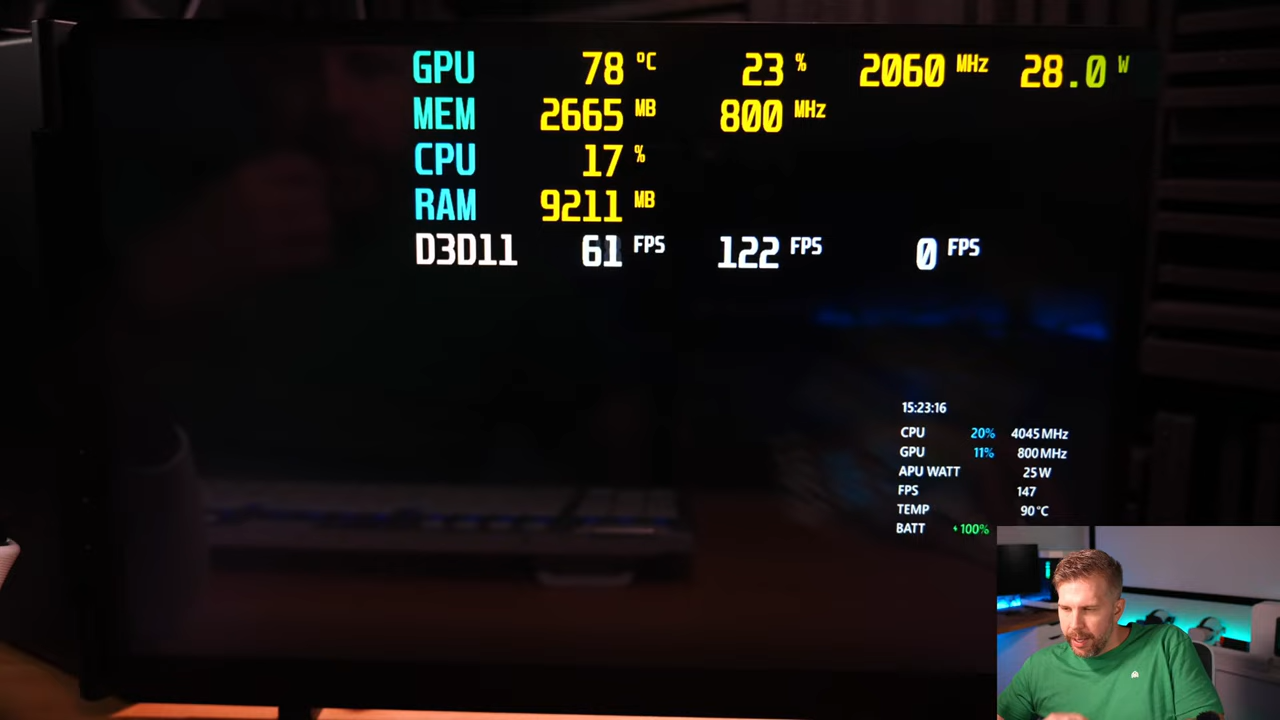 GPU 78 °C 23 % 2060 MHz 28.0 W
MEM 2665 MB 800 MHz
CPU 17 %
RAM 9211 MB
D3D11 61 FPS 122 FPS 0 FPS
15:23:16
CPU 20% 4045 MHz
GPU 11% 800 MHz
APU WATT 25 W
FPS 147
TEMP 90 °C
BATT +100%